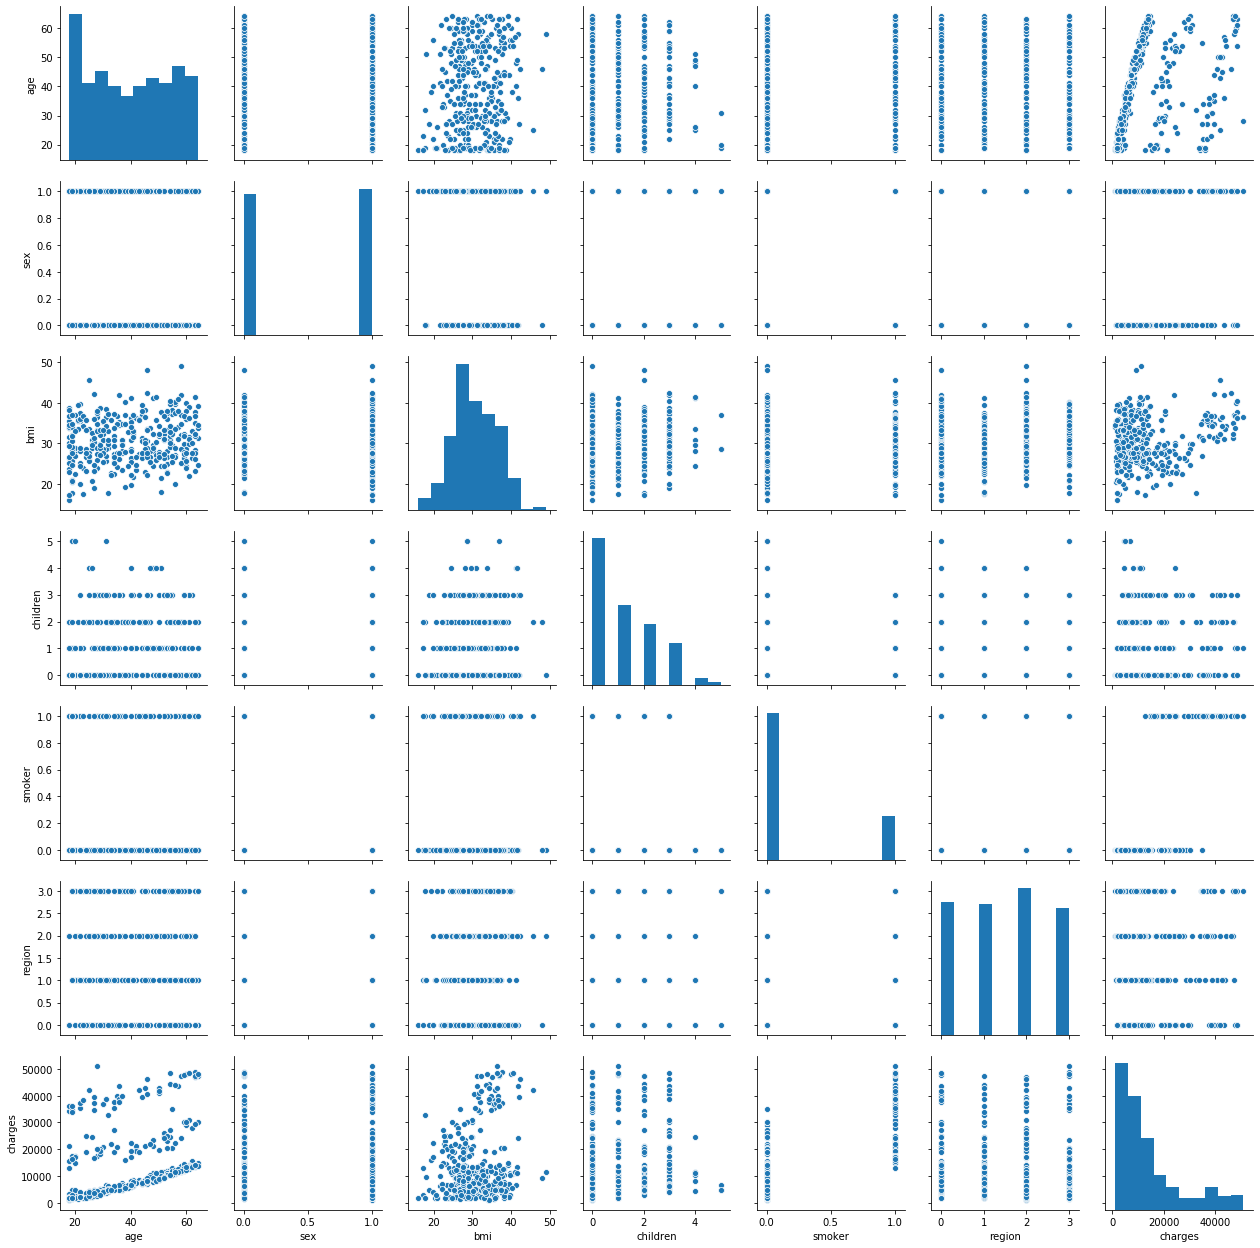 60
50
40
30
20
age
1.0
0.8
0.6
0.4
0.2
0.0
sex
50
40
30
20
bmi
5
4
3
2
1
0
children
1.0
0.8
0.6
0.4
0.2
0.0
smoker
3.0
2.5
2.0
1.5
1.0
0.5
0.0
region
50000
40000
30000
20000
10000
0
charges
20 40 60
0.0 0.5 1.0
20 30 40 50
0 2 4
0.0 0.5 1.0
0 1 2 3
0 20000 40000
age sex bmi children smoker region charges